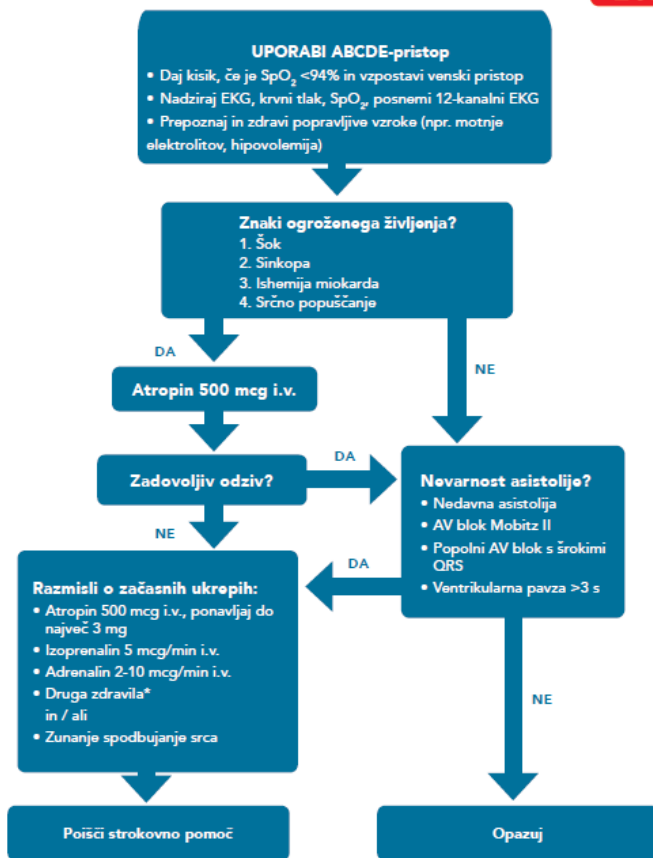 UPORABI ABCDE-pristop
• Daj kisik, če je SpO₂ <94% in vzpostavi venski pristop
• Nadziraj EKG, krvni tlak, SpO₂, posnemi 12-kanalni EKG
• Prepoznaj in zdravi popravljive vzroke (npr. motnje
elektrolitov, hipovolemija)
Znaki ogroženega življenja?
1. Šok
2. Sinkopa
3. Ishemija miokarda
4. Srčno popuščanje
DA
NE
Atropin 500 mcg i.v.
Zadovoljiv odziv?
DA
NE
Nevarnost asistolije?
• Nedavna asistolija
• AV blok Mobitz II
• Popolni AV blok s šrokimi
QRS
• Ventrikularna pavza >3 s
DA
NE
Razmisli o začasnih ukrepih:
• Atropin 500 mcg i.v., ponavljaj do
največ 3 mg
• Izoprenalin 5 mcg/min i.v.
• Adrenalin 2-10 mcg/min i.v.
• Druga zdravila*
in / ali
• Zunanje spodbujanje srca
Poišči strokovno pomoč
Opazuj